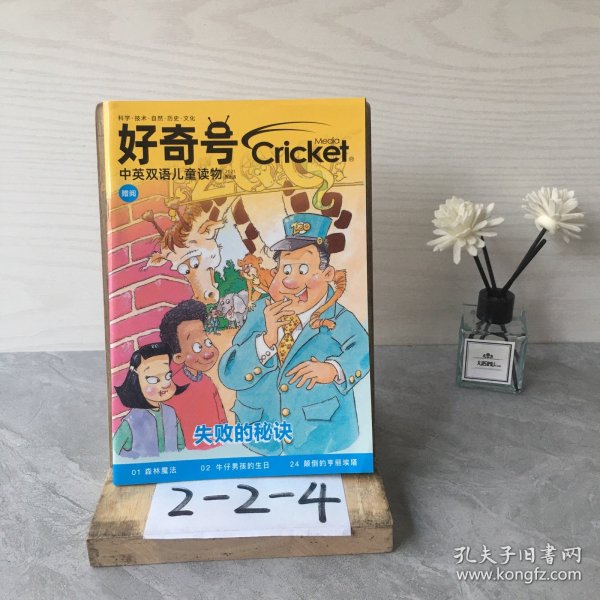 科学·技术·自然·历史·文化
好奇号
Cricket Media
中英双语儿童读物 2021
赠阅
ZOO
失败的秘诀
01 森林魔法 02 牛仔男孩的生日 24 颠倒的亨丽埃塔
2-2-4
孔夫子旧书网
www.kongfz.com